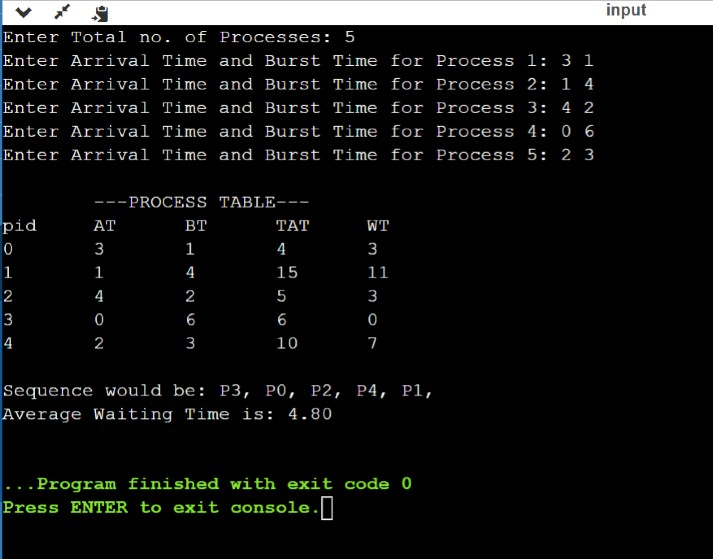 input
Enter Total no. of Processes: 5
Enter Arrival Time and Burst Time for Process 1: 3 1
Enter Arrival Time and Burst Time for Process 2: 1 4
Enter Arrival Time and Burst Time for Process 3: 4 2
Enter Arrival Time and Burst Time for Process 4: 0 6
Enter Arrival Time and Burst Time for Process 5: 2 3
---PROCESS TABLE---
pid AT BT TAT WT
0 3 1 4 3
1 1 4 15 11
2 4 2 5 3
3 0 6 6 0
4 2 3 10 7
Sequence would be: P3, P0, P2, P4, P1,
Average Waiting Time is: 4.80
...Program finished with exit code 0
Press ENTER to exit console.